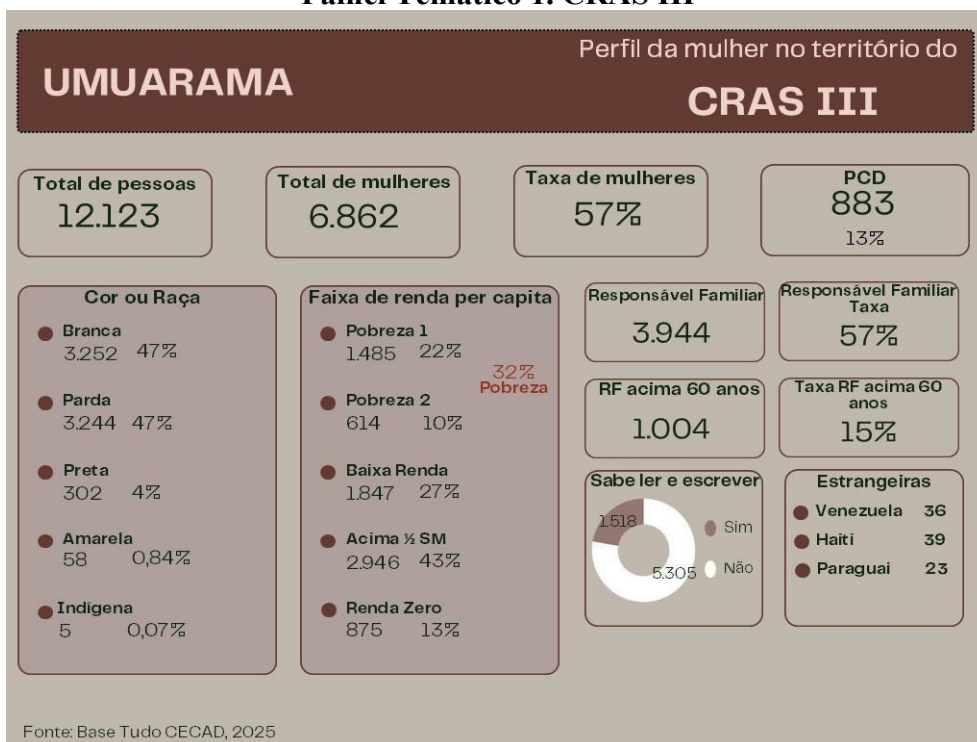 Painel Temático 1. CRAS III
UMUARAMA
Perfil da mulher no território do
CRAS III
Total de pessoas
12.123
Total de mulheres
6.862
Taxa de mulheres
57%
PCD
883
13%
Cor ou Raça
Branca
3.252 47%
Parda
3.244 47%
Preta
302 4%
Amarela
58 0,84%
Indígena
5 0,07%
Faixa de renda per capita
Pobreza 1
1.485 22%
32%
Pobreza
Pobreza 2
614 10%
Baixa Renda
1.847 27%
Acima ½ SM
2.946 43%
Renda Zero
875 13%
Responsável Familiar
3.944
Responsável Familiar
Taxa
57%
RF acima 60 anos
1.004
Taxa RF acima 60
anos
15%
Sabe ler e escrever
1.518
5.305
Sim
Não
Estrangeiras
Venezuela 36
Haiti 39
Paraguai 23
Fonte: Base Tudo CECAD, 2025